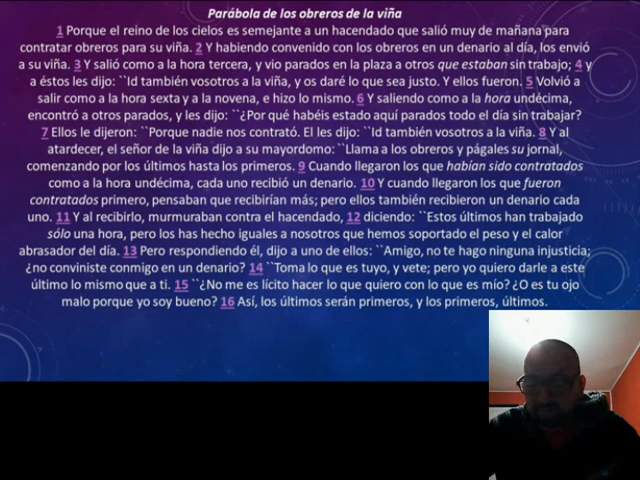 Parábola de los obreros de la viña
1 Porque el reino de los cielos es semejante a un hacendado que salió muy de mañana para
contratar obreros para su viña. 2 Y habiendo convenido con los obreros en un denario al día, los envió
a su viña. 3 Y salió como a la hora tercera, y vio parados en la plaza a otros que estaban sin trabajo; 4 y
a éstos les dijo: ``Id también vosotros a la viña, y os daré lo que sea justo. Y ellos fueron. 5 Volvió a
salir como a la hora sexta y a la novena, e hizo lo mismo. 6 Y saliendo como a la hora undécima,
encontró a otros parados, y les dijo: ``¿Por qué habéis estado aquí parados todo el día sin trabajar?
7 Ellos le dijeron: ``Porque nadie nos contrató. El les dijo: ``Id también vosotros a la viña. 8 Y al
atardecer, el señor de la viña dijo a su mayordomo: ``Llama a los obreros y págales su jornal,
comenzando por los últimos hasta los primeros. 9 Cuando llegaron los que habían sido contratados
como a la hora undécima, cada uno recibió un denario. 10 Y cuando llegaron los que fueron
contratados primero, pensaban que recibirían más; pero ellos también recibieron un denario cada
uno. 11 Y al recibirlo, murmuraban contra el hacendado, 12 diciendo: ``Estos últimos han trabajado
sólo una hora, pero los has hecho iguales a nosotros que hemos soportado el peso y el calor
abrasador del día. 13 Pero respondiendo él, dijo a uno de ellos: ``Amigo, no te hago ninguna injusticia;
¿no conviniste conmigo en un denario? 14 ``Toma lo que es tuyo, y vete; pero yo quiero darle a este
último lo mismo que a ti. 15 ``¿No me es lícito hacer lo que quiero con lo que es mío? ¿O es tu ojo
malo porque yo soy bueno? 16 Así, los últimos serán primeros, y los primeros, últimos.